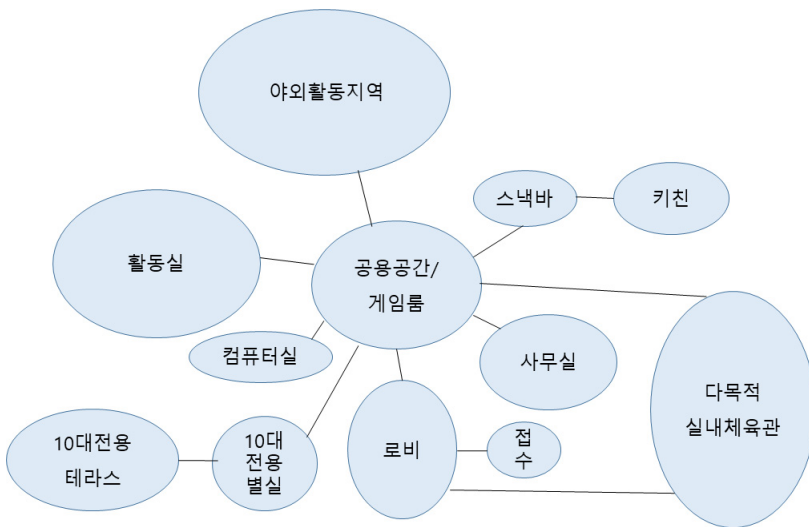 야외활동지역
스낵바
키친
활동실
공용공간/
게임룸
컴퓨터실
사무실
다목적
실내체육관
10대전용
테라스
10대
전용
별실
로비
접
수